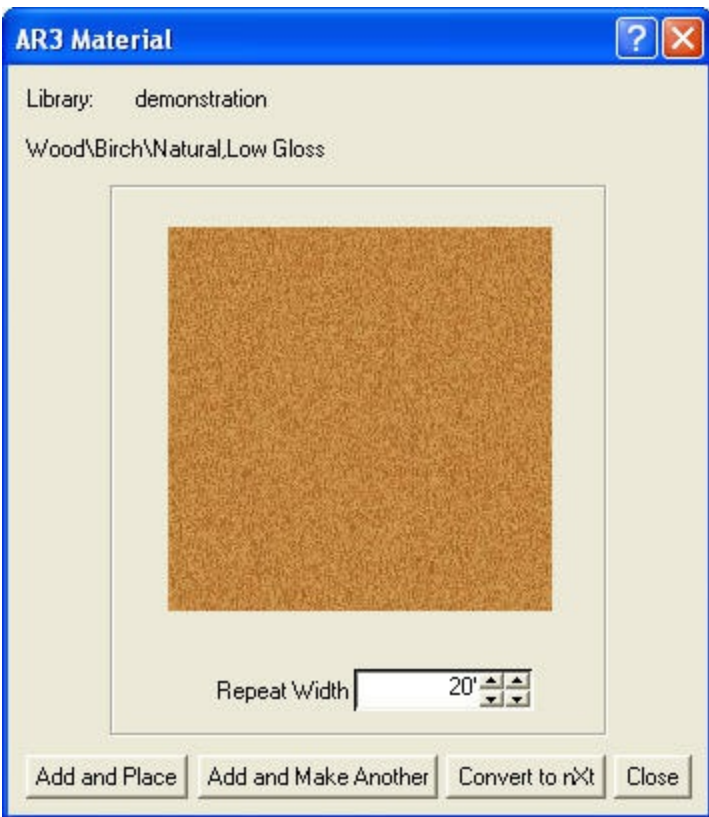 AR3 Material
Library: demonstration
Wood\Birch\Natural,Low Gloss
Repeat Width 20'
Add and Place Add and Make Another Convert to nXt Close